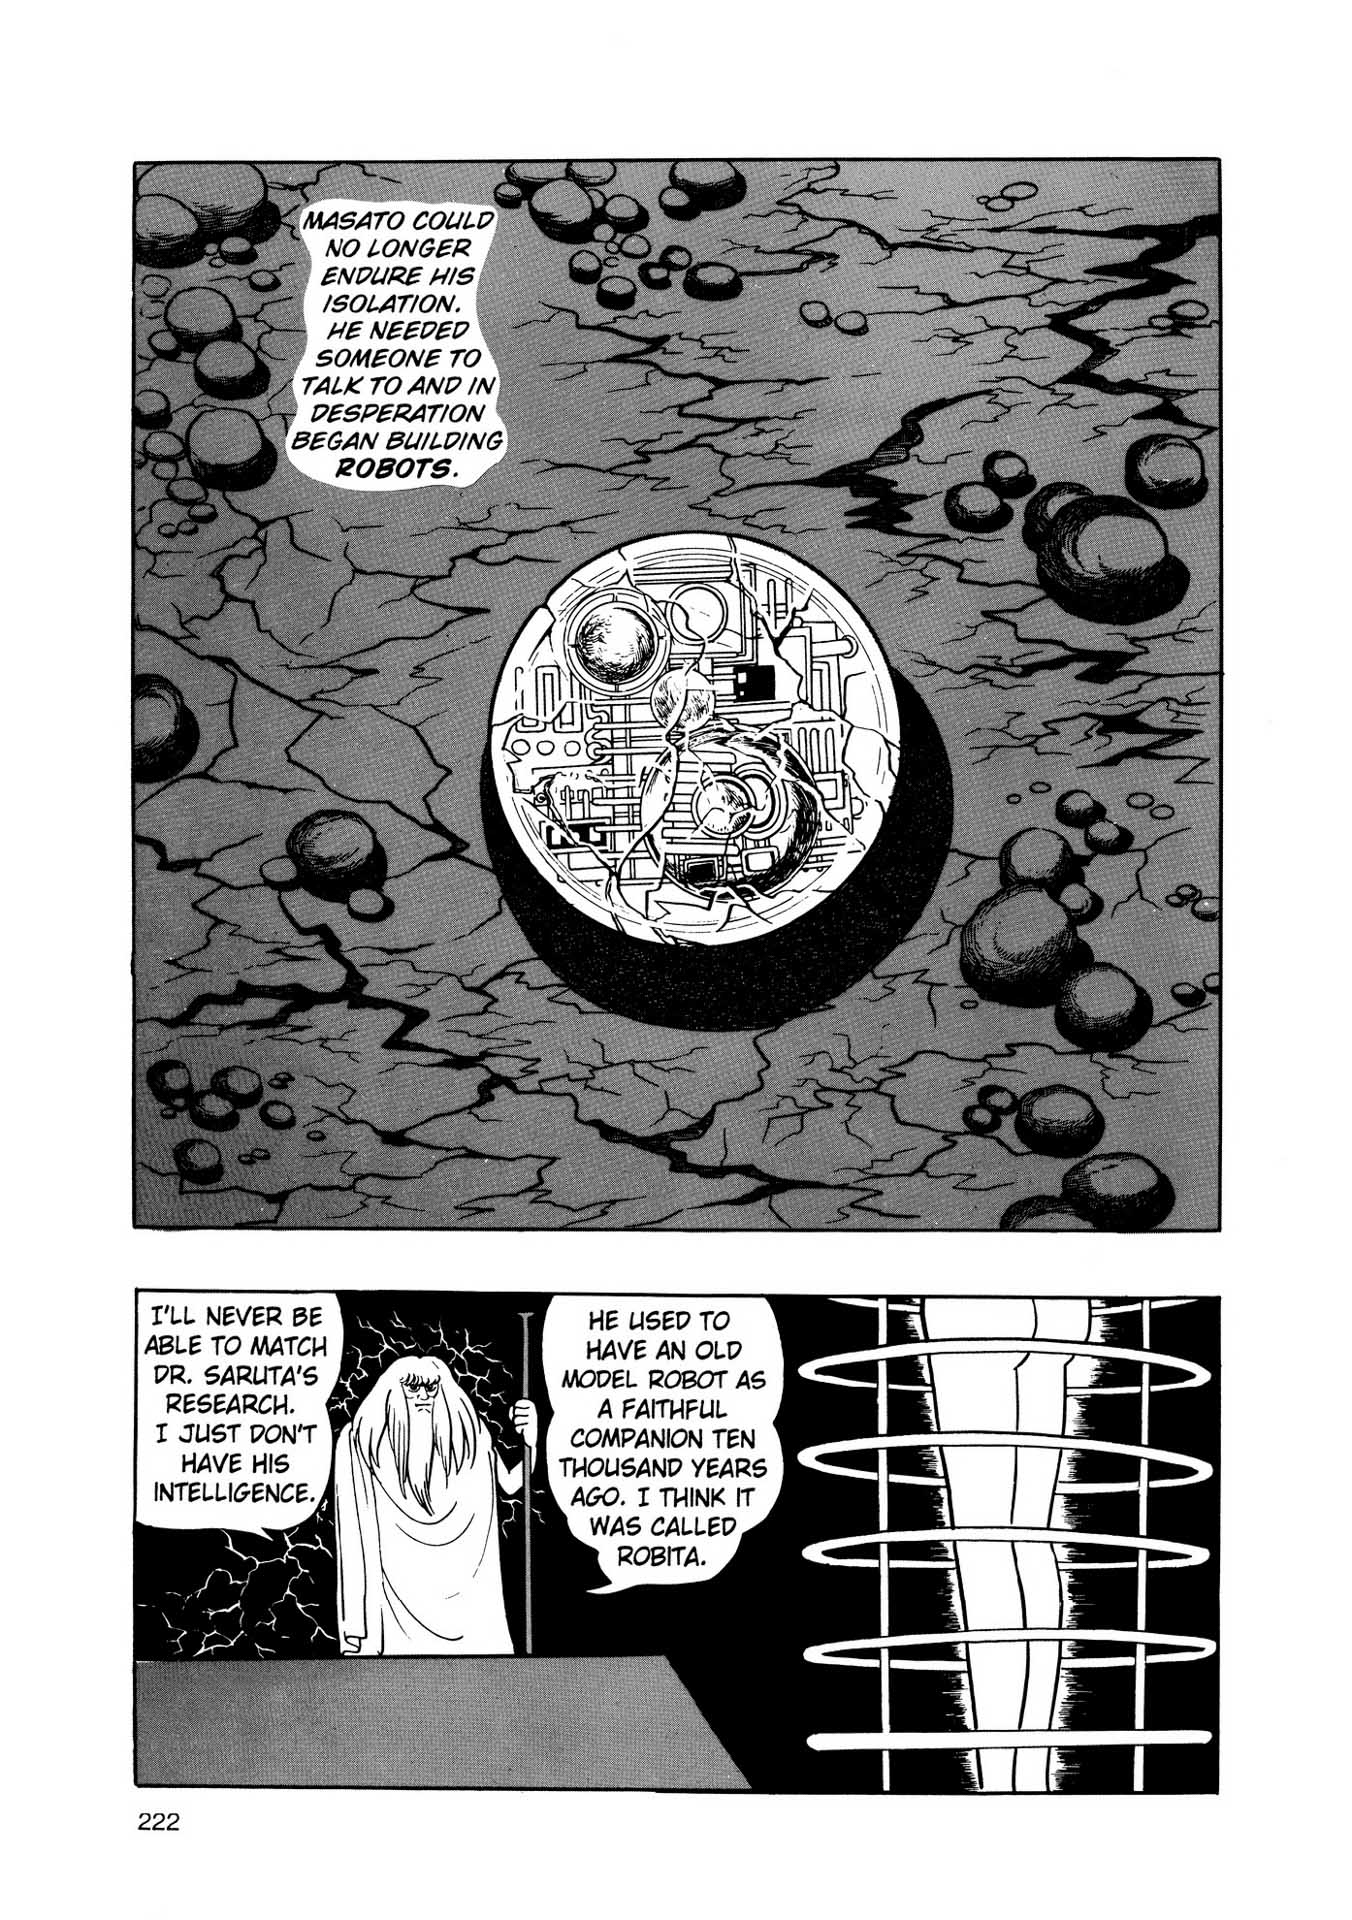 MASATO COULD
NO LONGER
ENDURE HIS
ISOLATION.
HE NEEDED
SOMEONE TO
TALK TO AND IN
DESPERATION
BEGAN BUILDING
ROBOTS.
I'LL NEVER BE
ABLE TO MATCH
DR. SARUTA'S
RESEARCH.
I JUST DON'T
HAVE HIS
INTELLIGENCE.
HE USED TO
HAVE AN OLD
MODEL ROBOT AS
A FAITHFUL
COMPANION TEN
THOUSAND YEARS
AGO. I THINK IT
WAS CALLED
ROBITA.
222